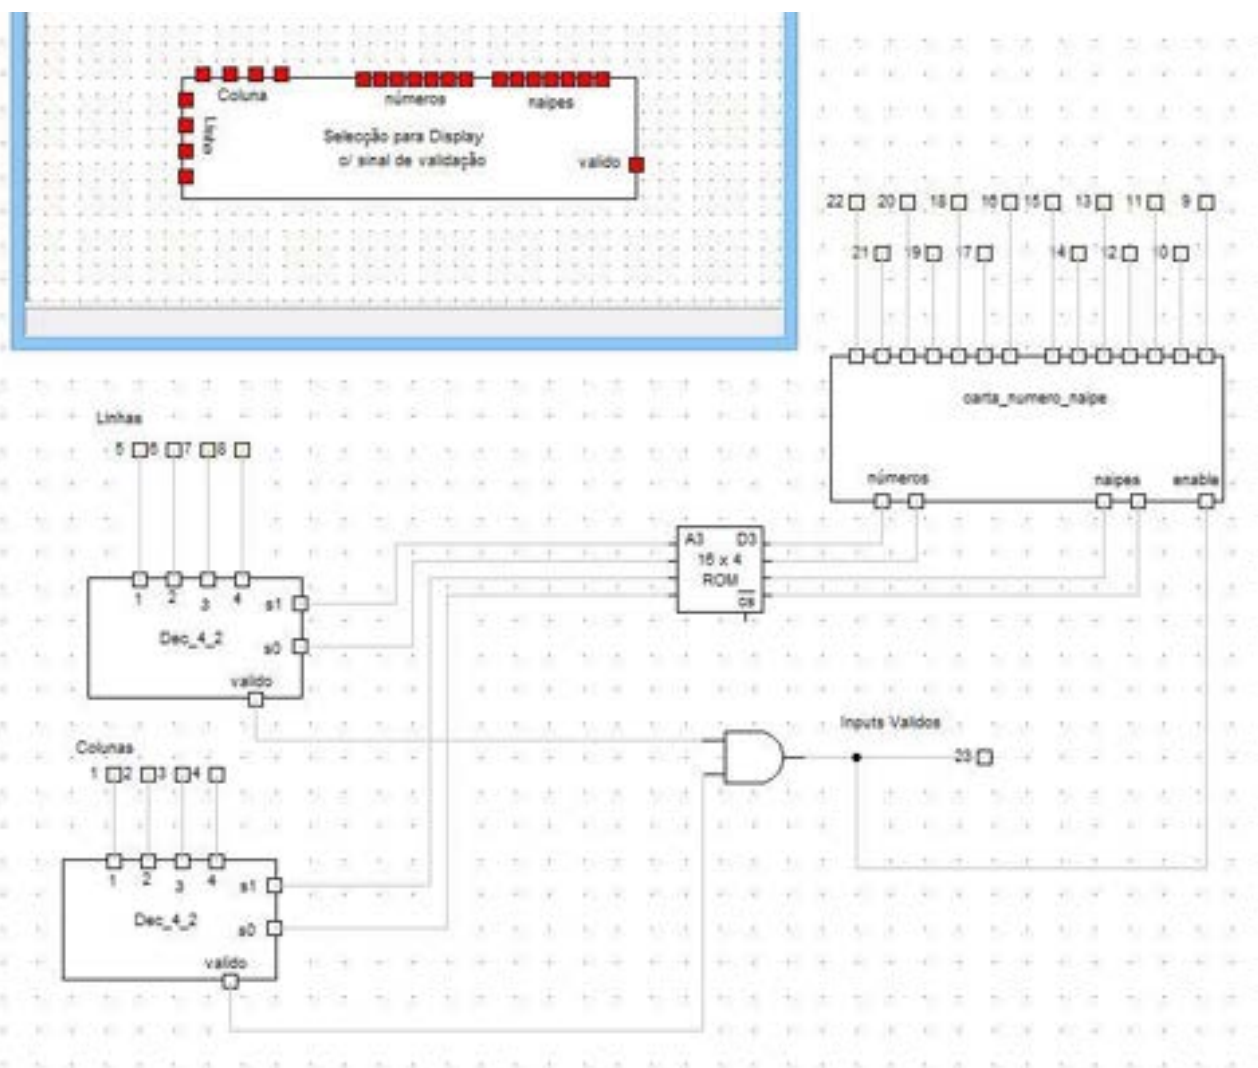 Coluna
números
naipes
Linha
Selecção para Display
c/ sinal de validação
valido
22 20 18 16 15 13 11 9
21 19 17 14 12 10
carta_numero_naipe
números
naipes
enable
Linhas
5 6 7 8
1 2 3 4
s1
Dec_4_2
s0
valido
A3 D3
16 x 4
ROM
cs
Inputs Validos
23
Colunas
1 2 3 4
1 2 3 4
s1
Dec_4_2
s0
valido